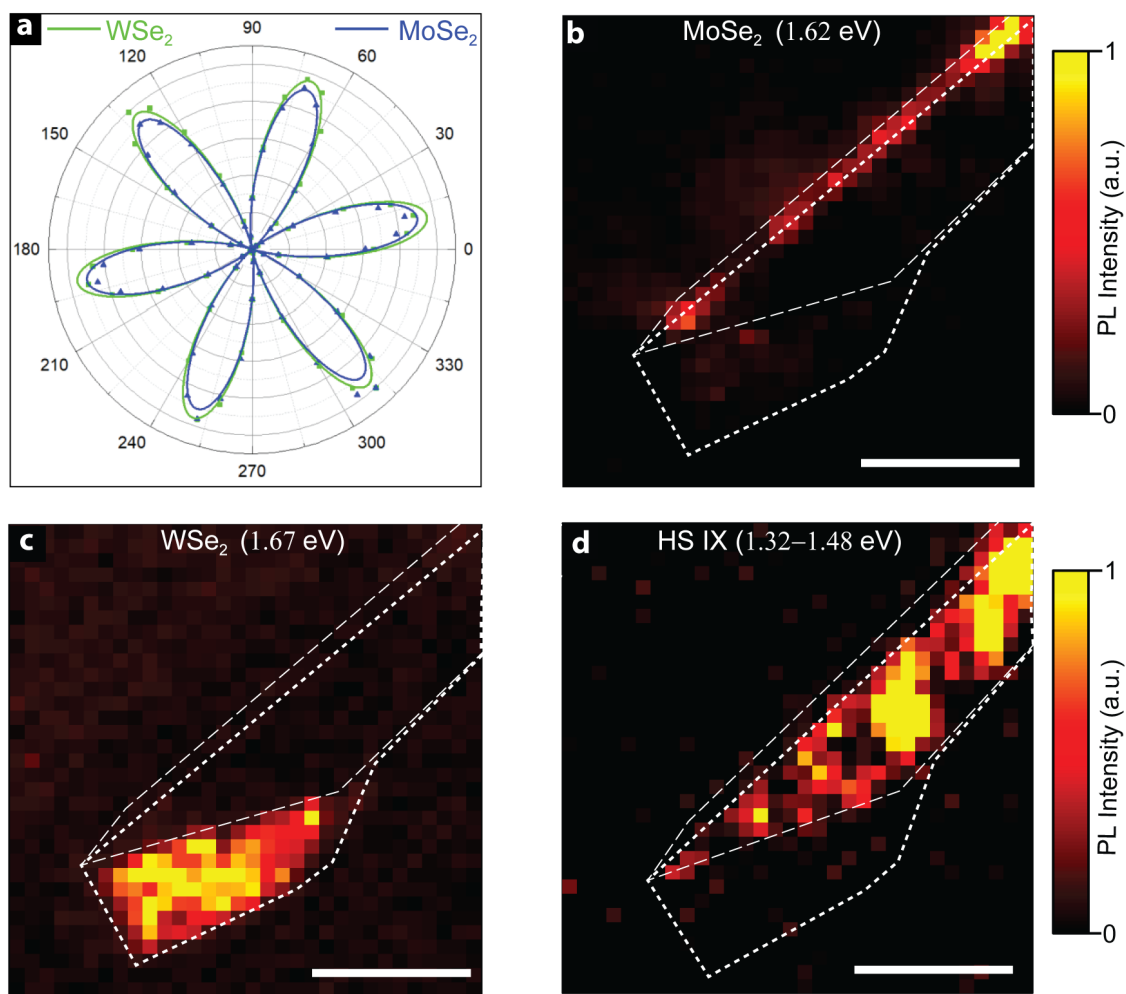 a
WSe₂
MoSe₂
90
120
60
150
30
180
0
210
330
240
300
270
b
MoSe₂ (1.62 eV)
1
PL Intensity (a.u.)
0
c
WSe₂ (1.67 eV)
d
HS IX (1.32–1.48 eV)
1
PL Intensity (a.u.)
0